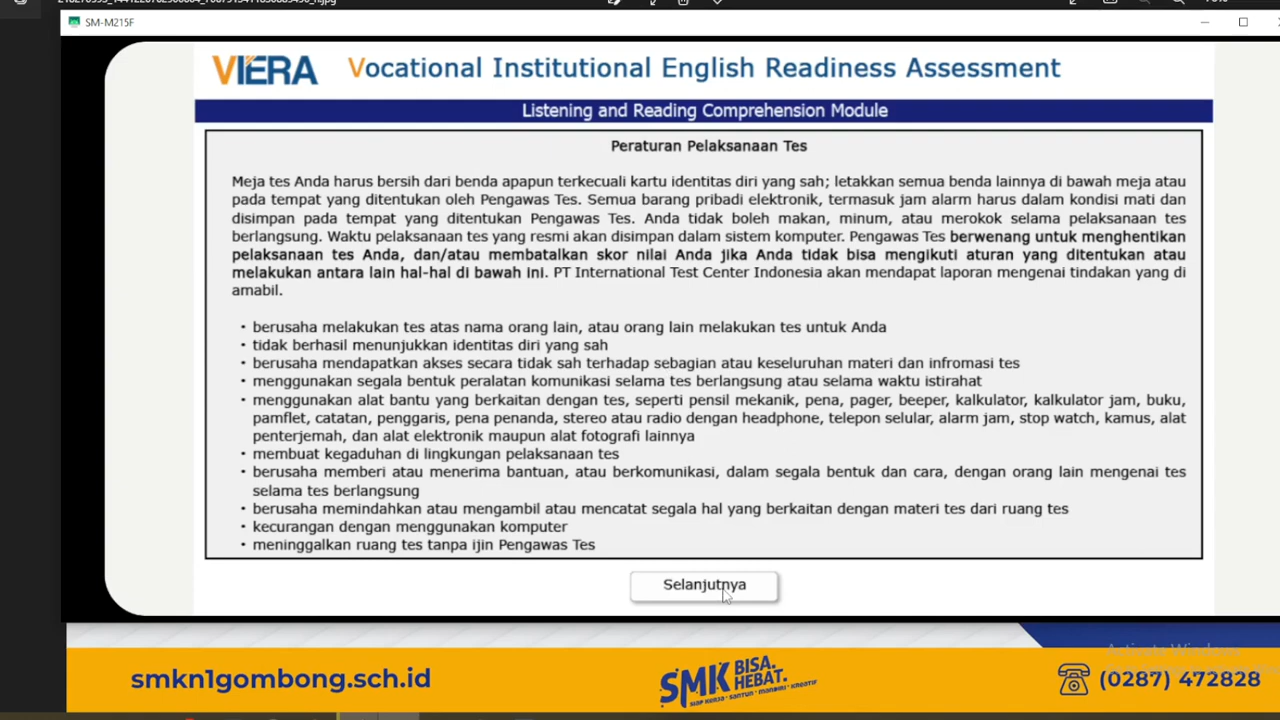 SM-M215F
VIERA Vocational Institutional English Readiness Assessment
Listening and Reading Comprehension Module
Peraturan Pelaksanaan Tes
Meja tes Anda harus bersih dari benda apapun terkecuali kartu identitas diri yang sah; letakkan semua benda lainnya di bawah meja atau
pada tempat yang ditentukan oleh Pengawas Tes. Semua barang pribadi elektronik, termasuk jam alarm harus dalam kondisi mati dan
disimpan pada tempat yang ditentukan Pengawas Tes. Anda tidak boleh makan, minum, atau merokok selama pelaksanaan tes
berlangsung. Waktu pelaksanaan tes yang resmi akan disimpan dalam sistem komputer. Pengawas Tes berwenang untuk menghentikan
pelaksanaan tes Anda, dan/atau membatalkan skor nilai Anda jika Anda tidak bisa mengikuti aturan yang ditentukan atau
melakukan antara lain hal-hal di bawah ini. PT International Test Center Indonesia akan mendapat laporan mengenai tindakan yang di
amabil.
• berusaha melakukan tes atas nama orang lain, atau orang lain melakukan tes untuk Anda
• tidak berhasil menunjukkan identitas diri yang sah
• berusaha mendapatkan akses secara tidak sah terhadap sebagian atau keseluruhan materi dan infromasi tes
• menggunakan segala bentuk peralatan komunikasi selama tes berlangsung atau selama waktu istirahat
• menggunakan alat bantu yang berkaitan dengan tes, seperti pensil mekanik, pena, pager, beeper, kalkulator, kalkulator jam, buku,
pamflet, catatan, penggaris, pena penanda, stereo atau radio dengan headphone, telepon selular, alarm jam, stop watch, kamus, alat
penterjemah, dan alat elektronik maupun alat fotografi lainnya
• membuat kegaduhan di lingkungan pelaksanaan tes
• berusaha memberi atau menerima bantuan, atau berkomunikasi, dalam segala bentuk dan cara, dengan orang lain mengenai tes
selama tes berlangsung
• berusaha memindahkan atau mengambil atau mencatat segala hal yang berkaitan dengan materi tes dari ruang tes
• kecurangan dengan menggunakan komputer
• meninggalkan ruang tes tanpa ijin Pengawas Tes
Selanjutnya
Activate Windows
smkn1gombong.sch.id
SMK BISA.
HEBAT.
SIAP KERJA • SANTUN • MANDIRI • KREATIF
(0287) 472828